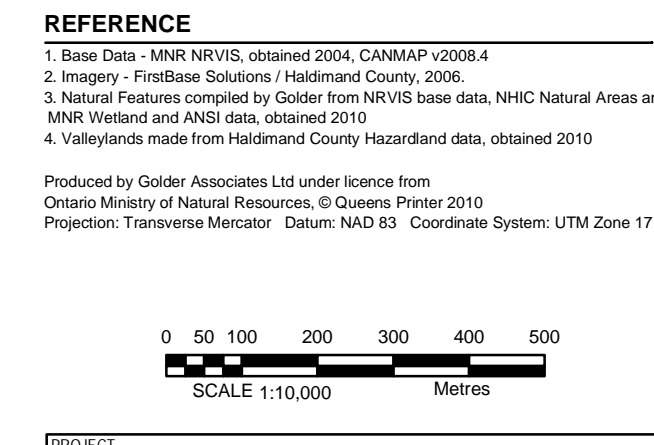 REFERENCE
1. Base Data - MNR NRVIS, obtained 2004, CANMAP v2008.4
2. Imagery - FirstBase Solutions / Haldimand County, 2006.
3. Natural Features compiled by Golder from NRVIS base data, NHIC Natural Areas
MNR Wetland and ANSI data, obtained 2010
4. Valleylands made from Haldimand County Hazardland data, obtained 2010
Produced by Golder Associates Ltd under licence from
Ontario Ministry of Natural Resources, © Queens Printer 2010
Projection: Transverse Mercator Datum: NAD 83 Coordinate System: UTM Zone 17
0 50 100 200 300 400 500
SCALE 1:10,000 Metres
PROJECT